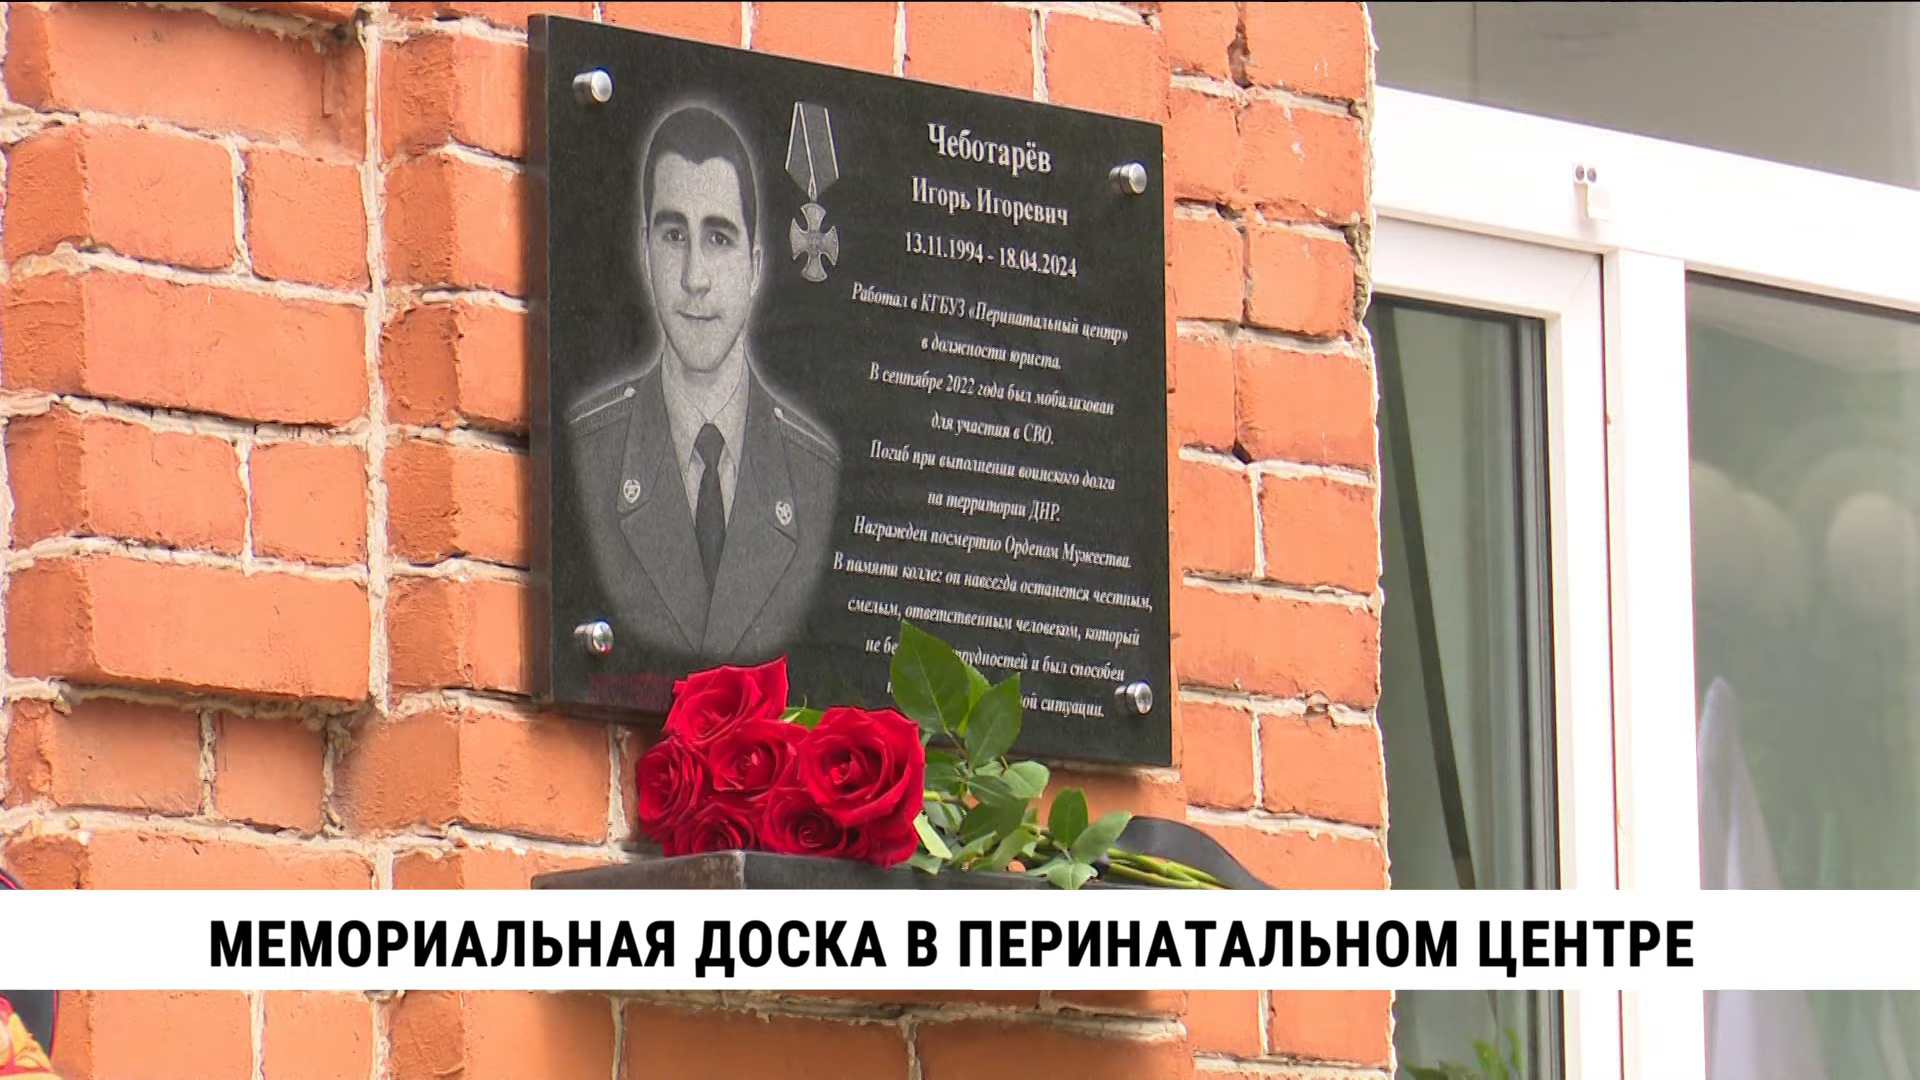 Чеботарёв
Игорь Игоревич
13.11.1994 - 18.04.2024
Работал в КГБУЗ «Перинатальный центр»
в должности юриста.
В сентябре 2022 года был мобилизован
для участия в СВО.
Погиб при выполнении воинского долга
на территории ДНР.
Награжден посмертно Орденом Мужества.
В памяти коллег он навсегда останется честным,
смелым, ответственным человеком, который
не трудностей и был способен
ситуации.
МЕМОРИАЛЬНАЯ ДОСКА В ПЕРИНАТАЛЬНОМ ЦЕНТРЕ